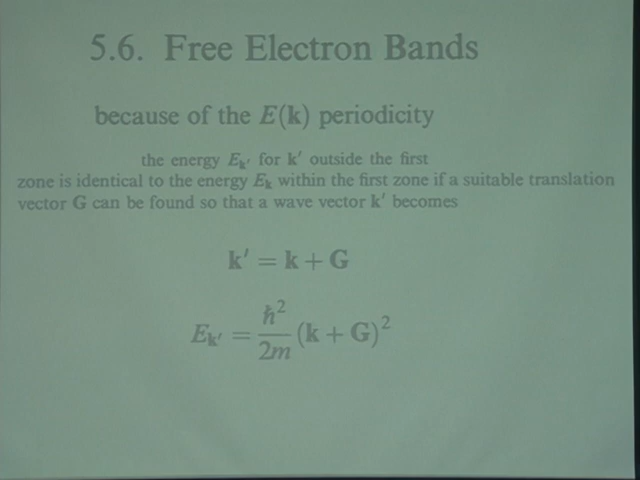 5.6. Free Electron Bands
because of the E(k) periodicity
the energy Eₖ′ for k′ outside the first
zone is identical to the energy Eₖ within the first zone if a suitable translation
vector G can be found so that a wave vector k′ becomes
k′ = k + G
Eₖ′ = ħ²/2m (k + G)²